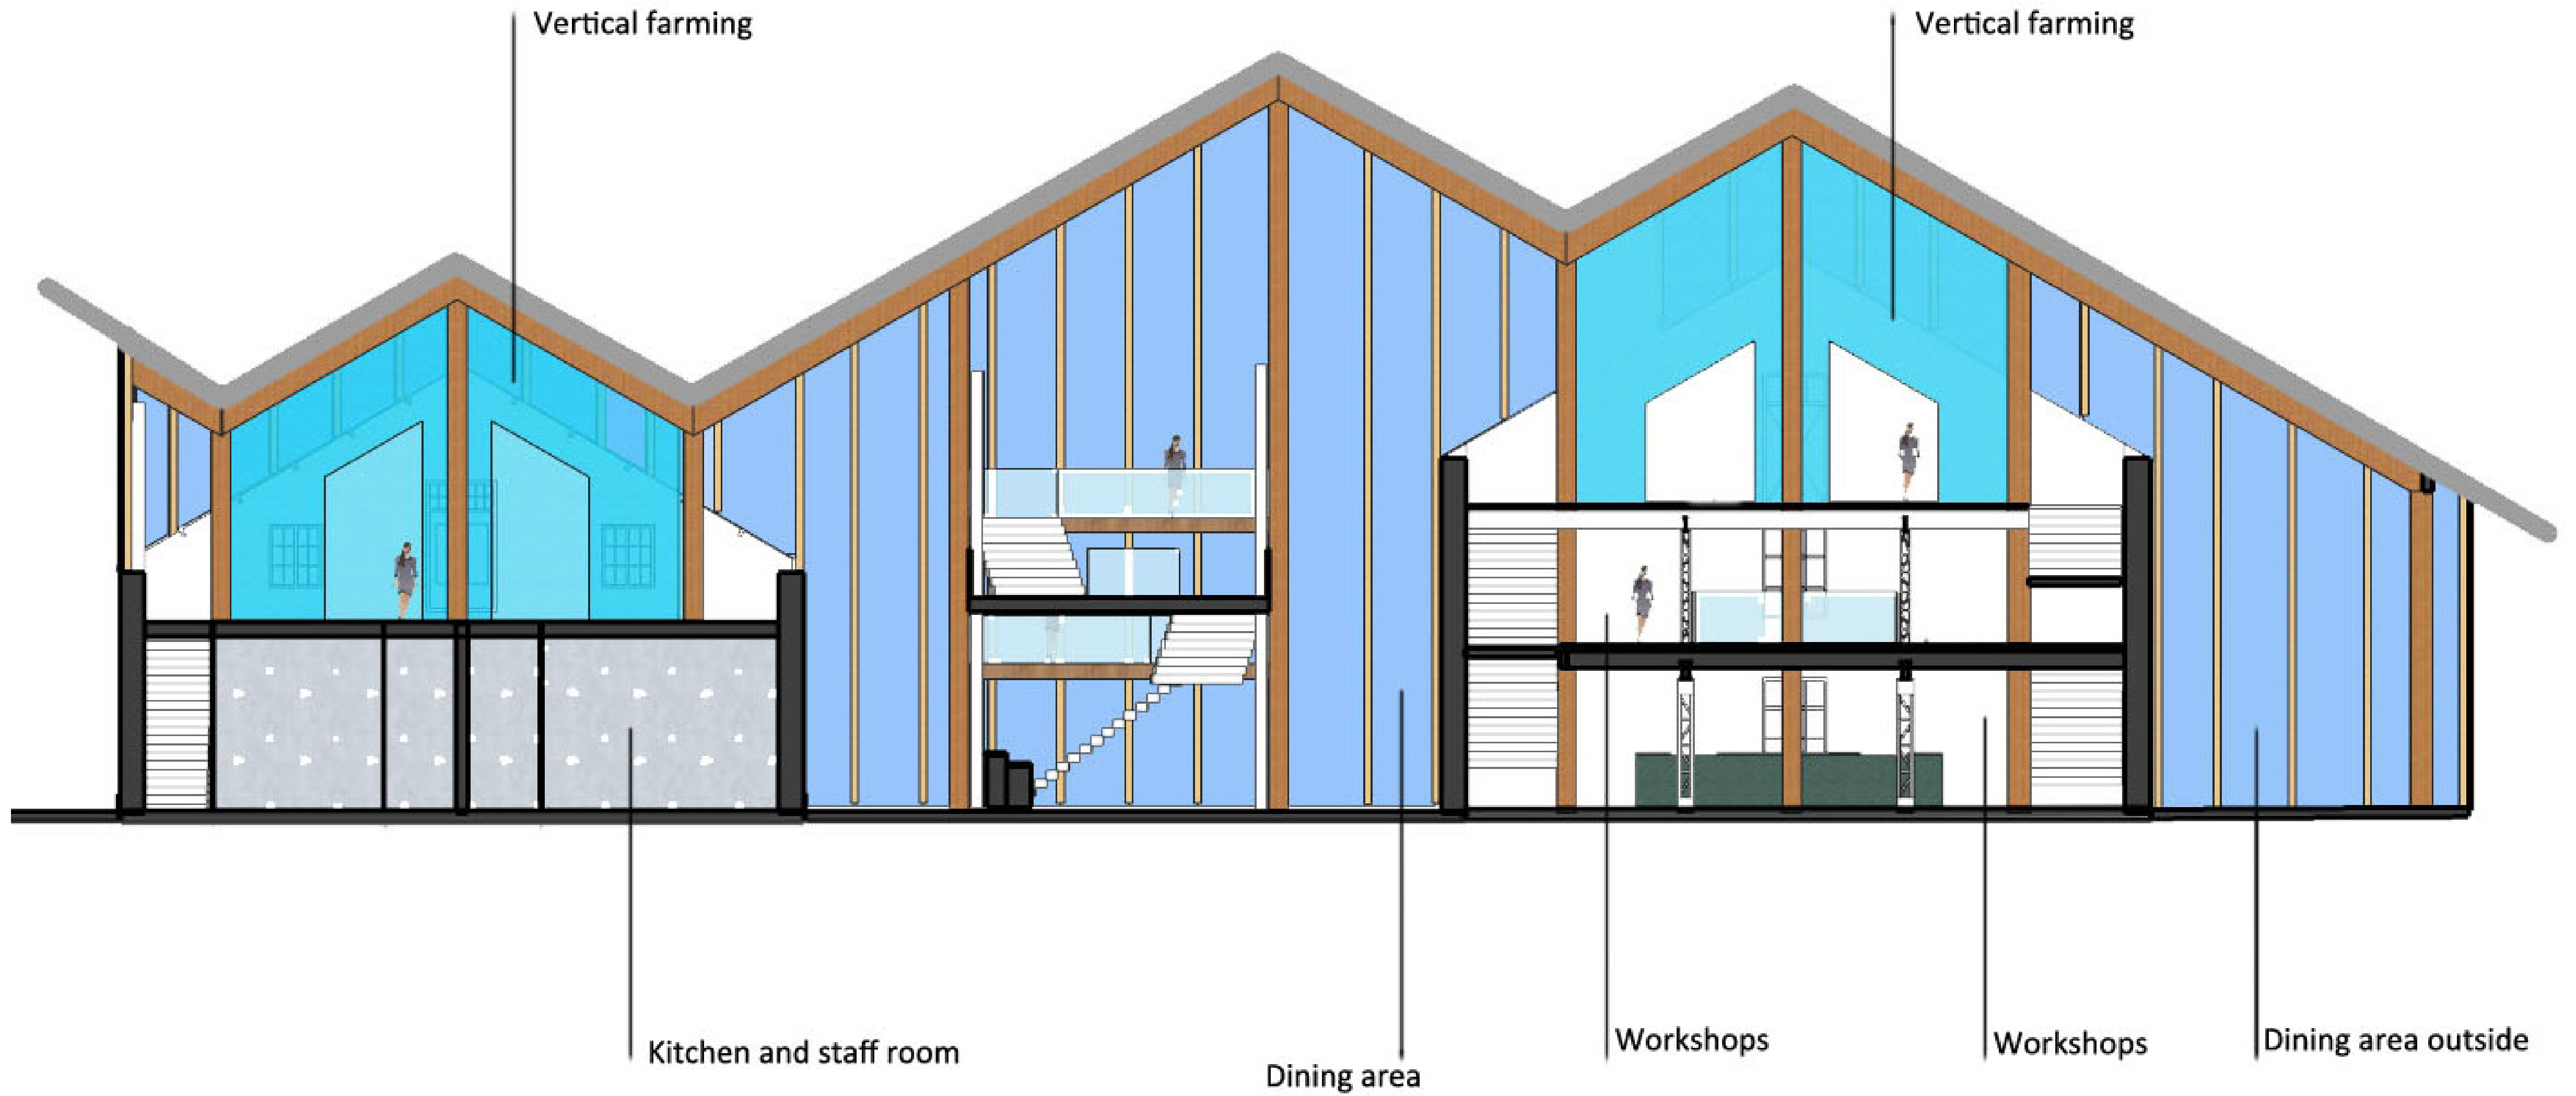 Vertical farming
Vertical farming
Kitchen and staff room
Dining area
Workshops
Workshops
Dining area outside